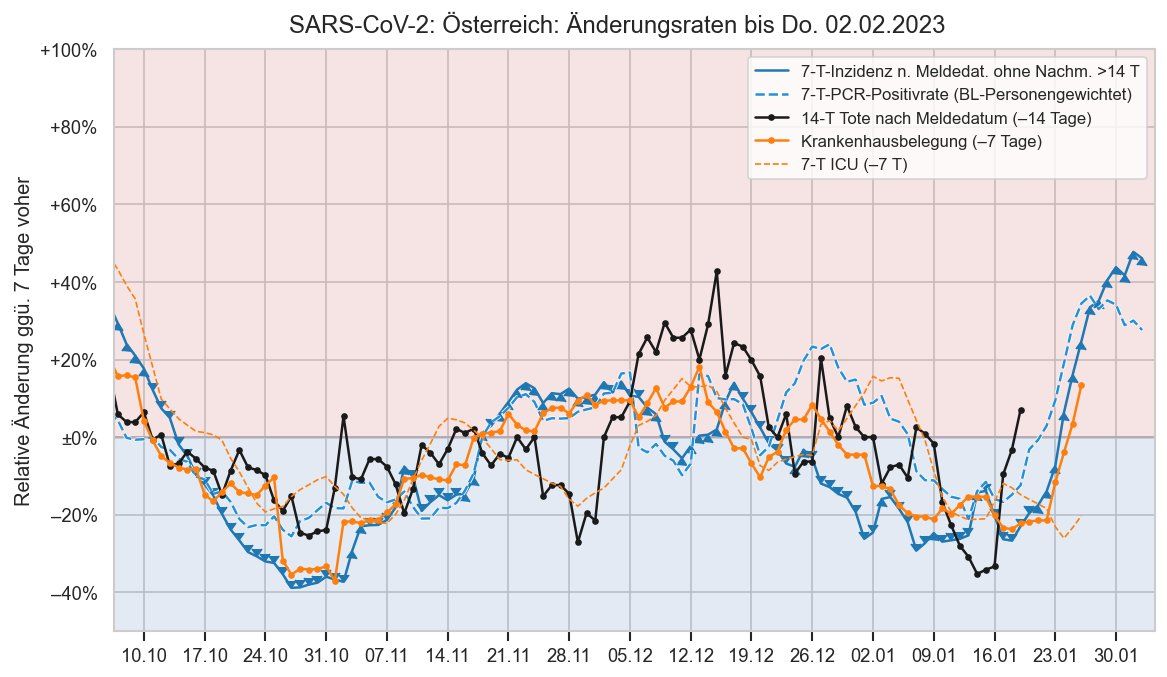 SARS-CoV-2: Österreich: Änderungsraten bis Do. 02.02.2023
Relative Änderung ggü. 7 Tage voher
+100%
+80%
+60%
+40%
+20%
±0%
–20%
–40%
7-T-Inzidenz n. Meldedat. ohne Nachm. >14 T
7-T-PCR-Positivrate (BL-Personengewichtet)
14-T Tote nach Meldedatum (–14 Tage)
Krankenhausbelegung (–7 Tage)
7-T ICU (–7 T)
10.10 17.10 24.10 31.10 07.11 14.11 21.11 28.11 05.12 12.12 19.12 26.12 02.01 09.01 16.01 23.01 30.01